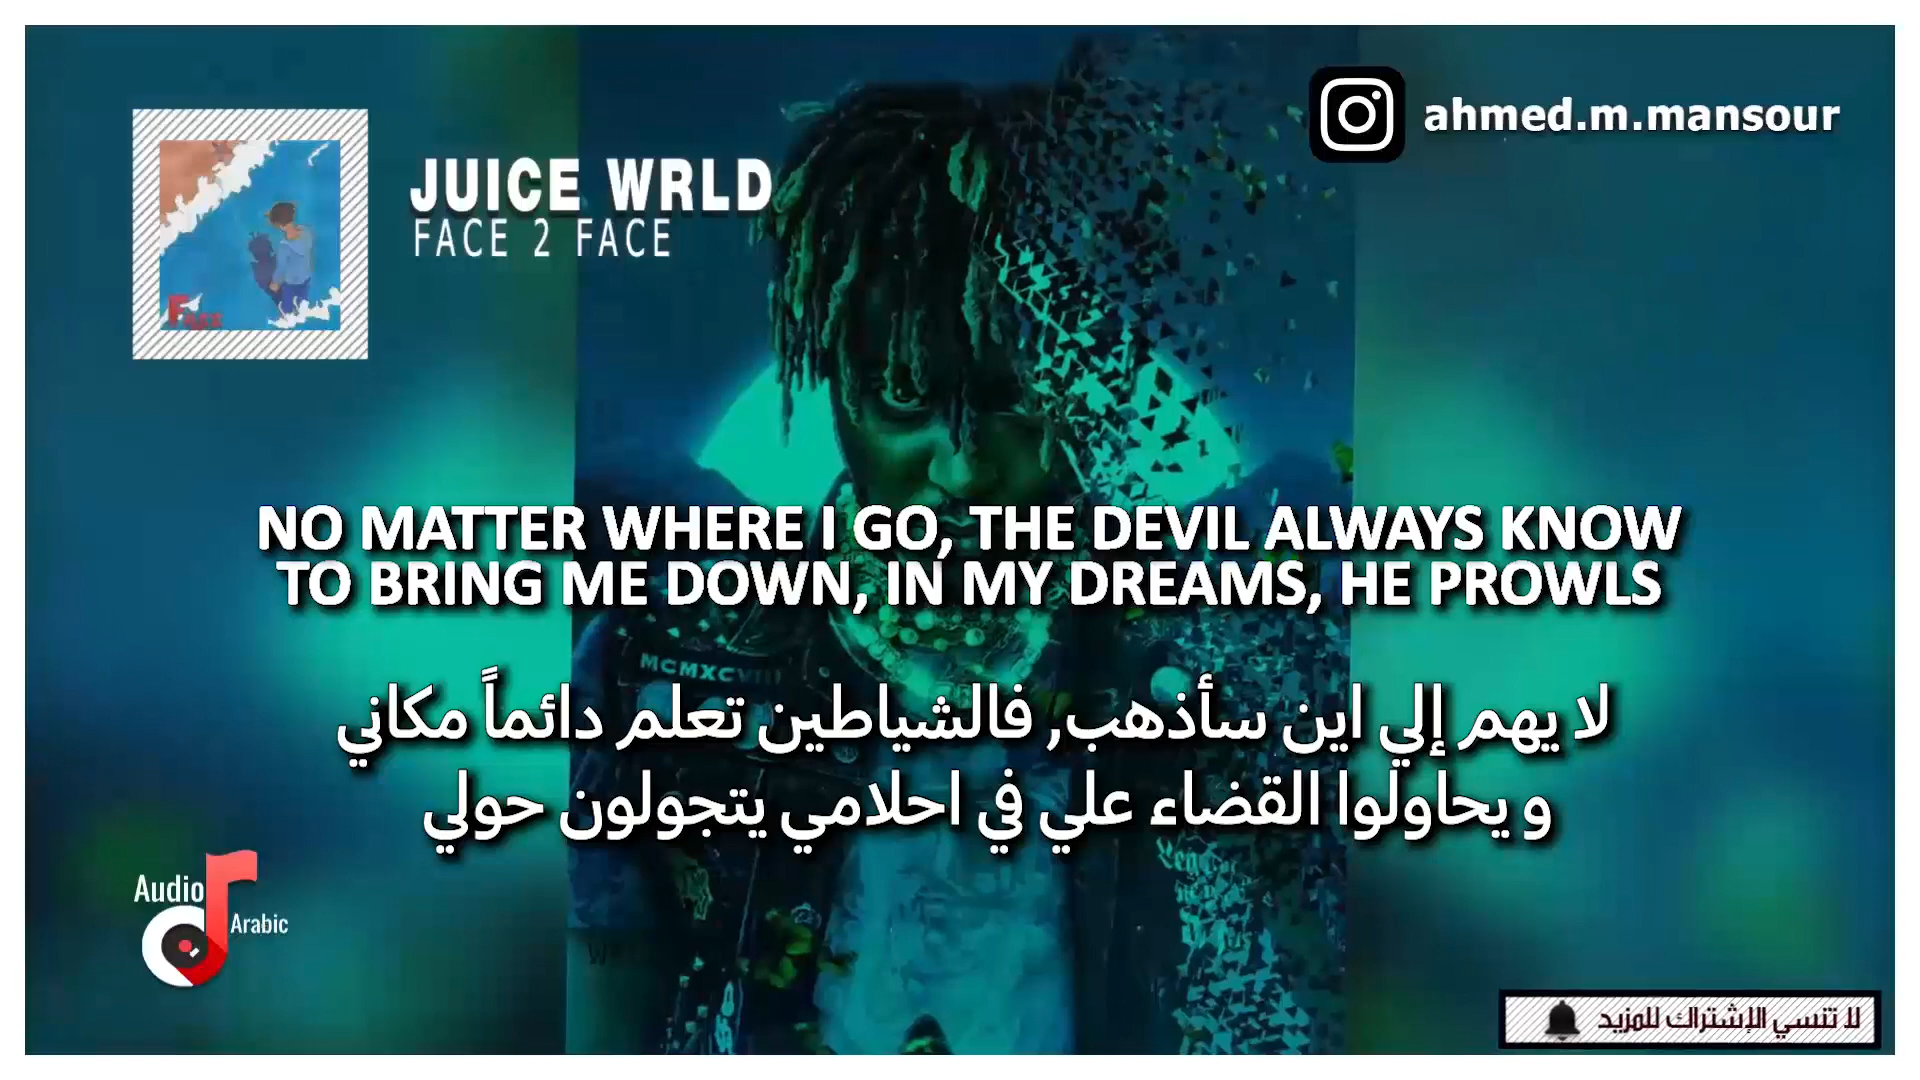 ahmed.m.mansour
JUICE WRLD
FACE 2 FACE
NO MATTER WHERE I GO, THE DEVIL ALWAYS KNOW
TO BRING ME DOWN, IN MY DREAMS, HE PROWLS
MCMXCVIII
لا يهم إلي اين سأذهب, فالشياطين تعلم دائماً مكاني
و يحاولوا القضاء علي في احلامي يتجولون حولي
Audio
Arabic
لا تنسي الإشتراك للمزيد